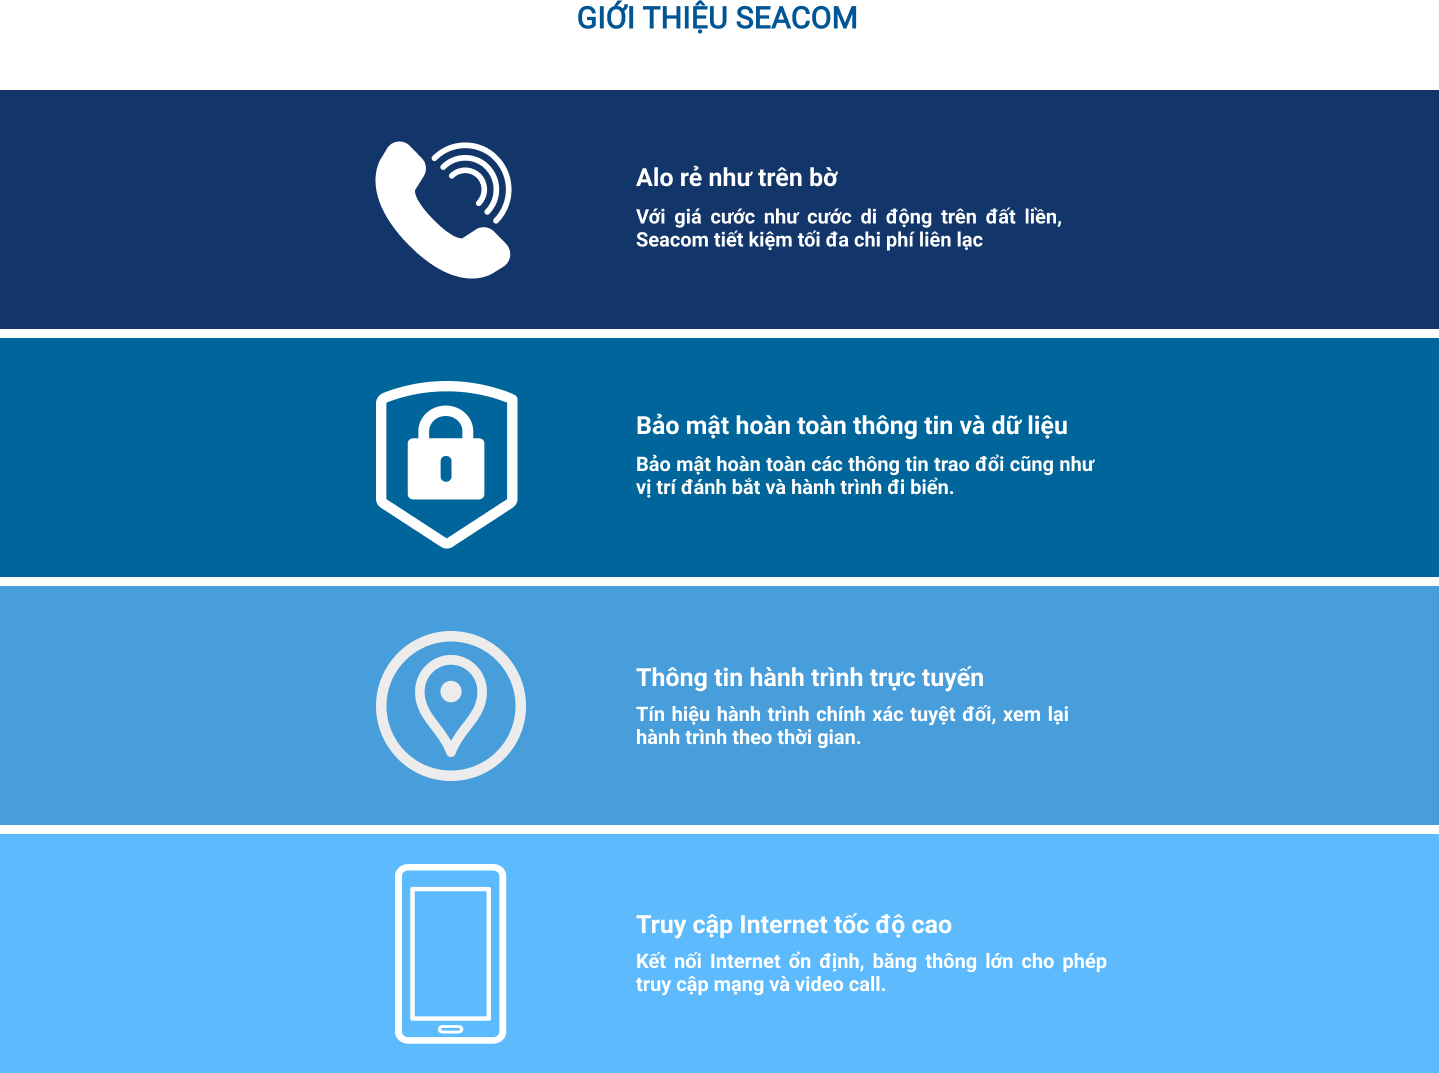 GIỚI THIỆU SEACOM
Alo rẻ như trên bờ
Với giá cước như cước di động trên đất liền,
Seacom tiết kiệm tối đa chi phí liên lạc
Bảo mật hoàn toàn thông tin và dữ liệu
Bảo mật hoàn toàn các thông tin trao đổi cũng như
vị trí đánh bắt và hành trình đi biển.
Thông tin hành trình trực tuyến
Tín hiệu hành trình chính xác tuyệt đối, xem lại
hành trình theo thời gian.
Truy cập Internet tốc độ cao
Kết nối Internet ổn định, băng thông lớn cho phép
truy cập mạng và video call.